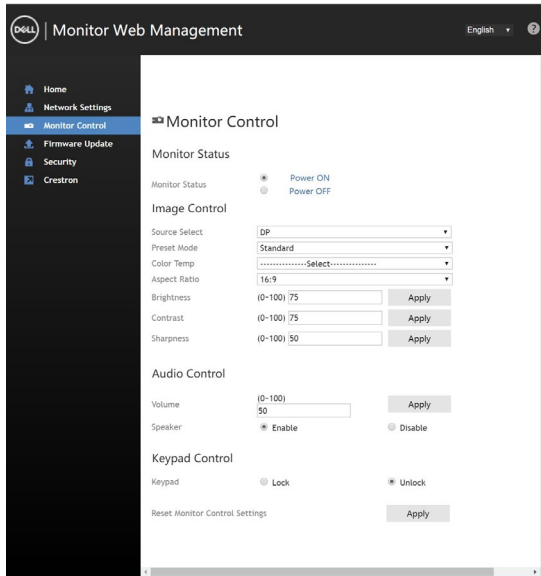 DELL | Monitor Web Management
English
?
Home
Network Settings
Monitor Control
Firmware Update
Security
Crestron
Monitor Control
Monitor Status
Monitor Status
Power ON
Power OFF
Image Control
Source Select DP
Preset Mode Standard
Color Temp ---------------Select---------------
Aspect Ratio 16:9
Brightness (0~100) 75 Apply
Contrast (0~100) 75 Apply
Sharpness (0~100) 50 Apply
Audio Control
(0~100)
Volume 50 Apply
Speaker Enable Disable
Keypad Control
Keypad Lock Unlock
Reset Monitor Control Settings Apply